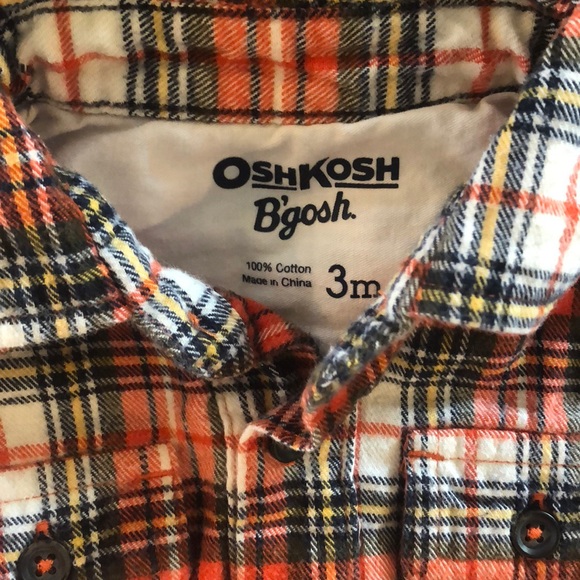 OSHKOSH
B'gosh.
100% Cotton
Made in China
3m